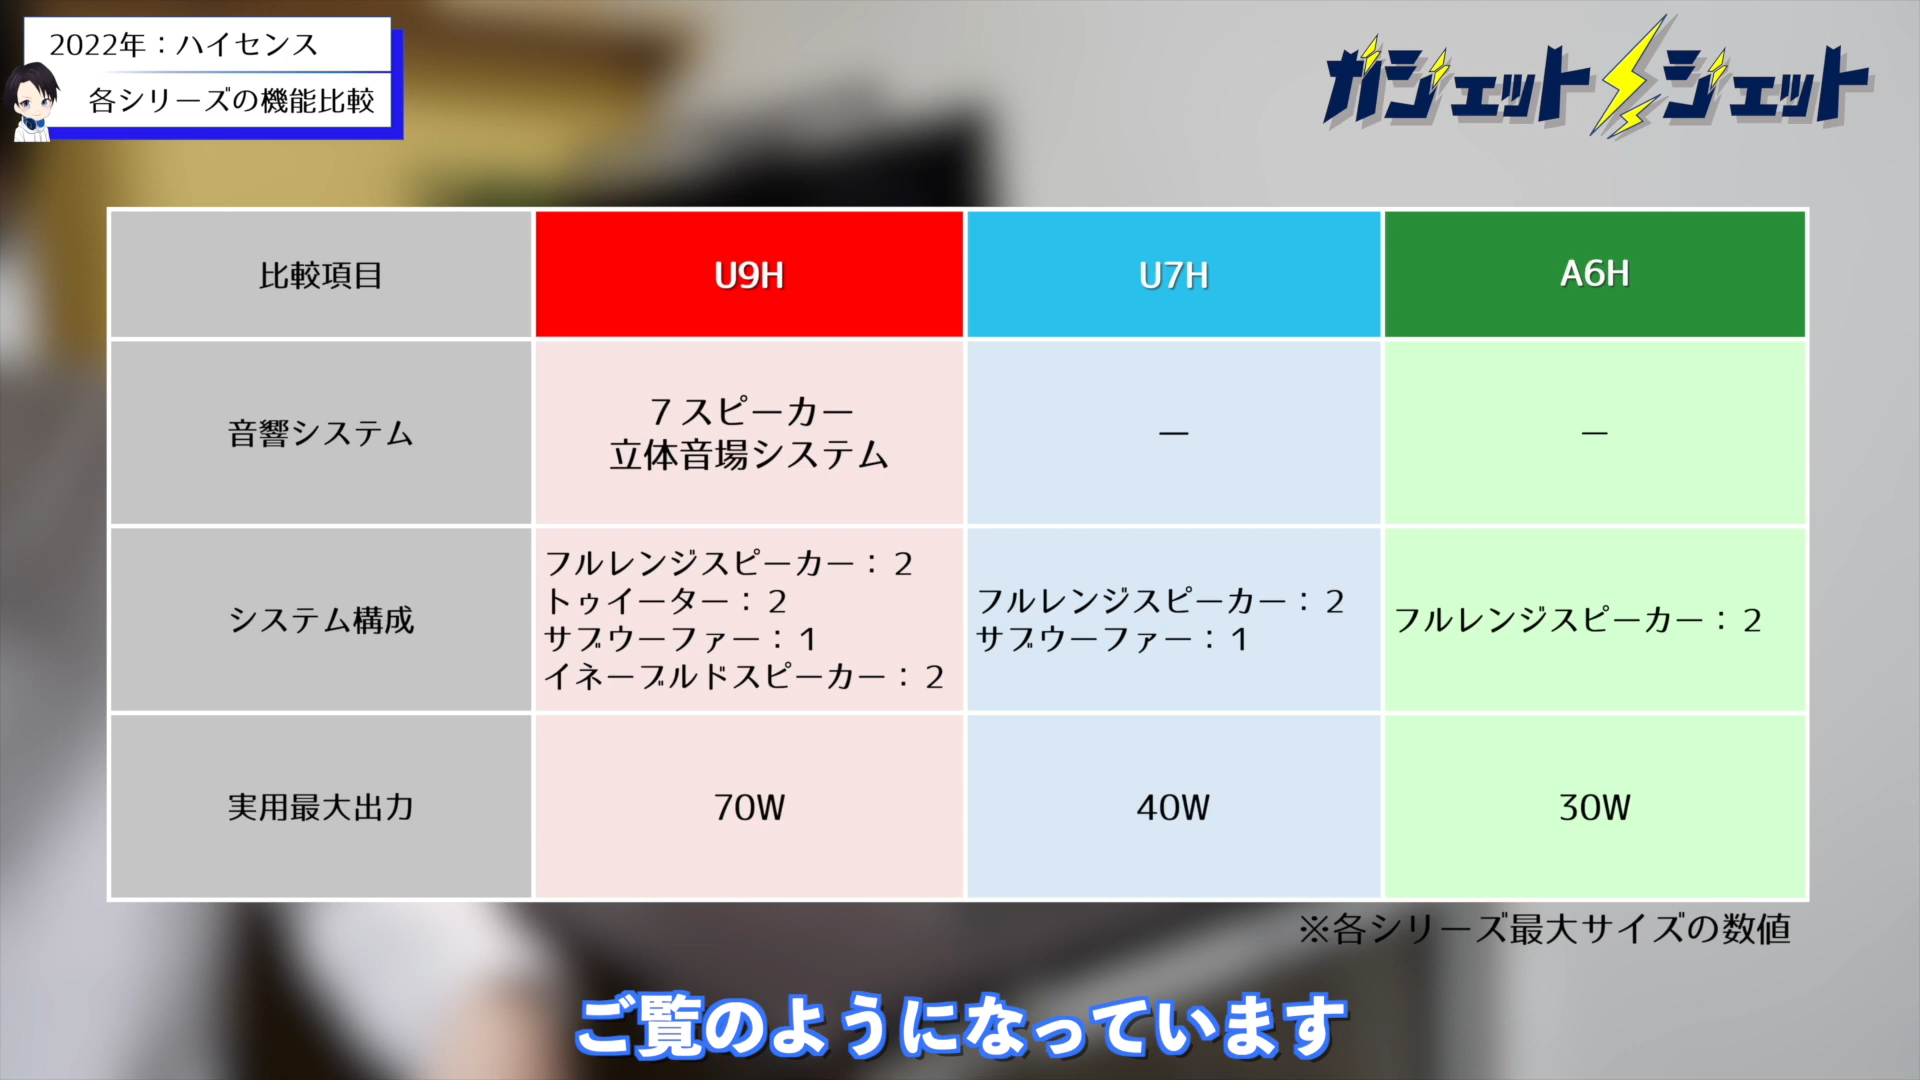 2022年：ハイセンス
各シリーズの機能比較
ガジェットジェット
比較項目
U9H
U7H
A6H
音響システム
７スピーカー
立体音場システム
―
―
システム構成
フルレンジスピーカー：２
トゥイーター：２
サブウーファー：１
イネーブルドスピーカー：２
フルレンジスピーカー：２
サブウーファー：１
フルレンジスピーカー：２
実用最大出力
70W
40W
30W
※各シリーズ最大サイズの数値
ご覧のようになっています